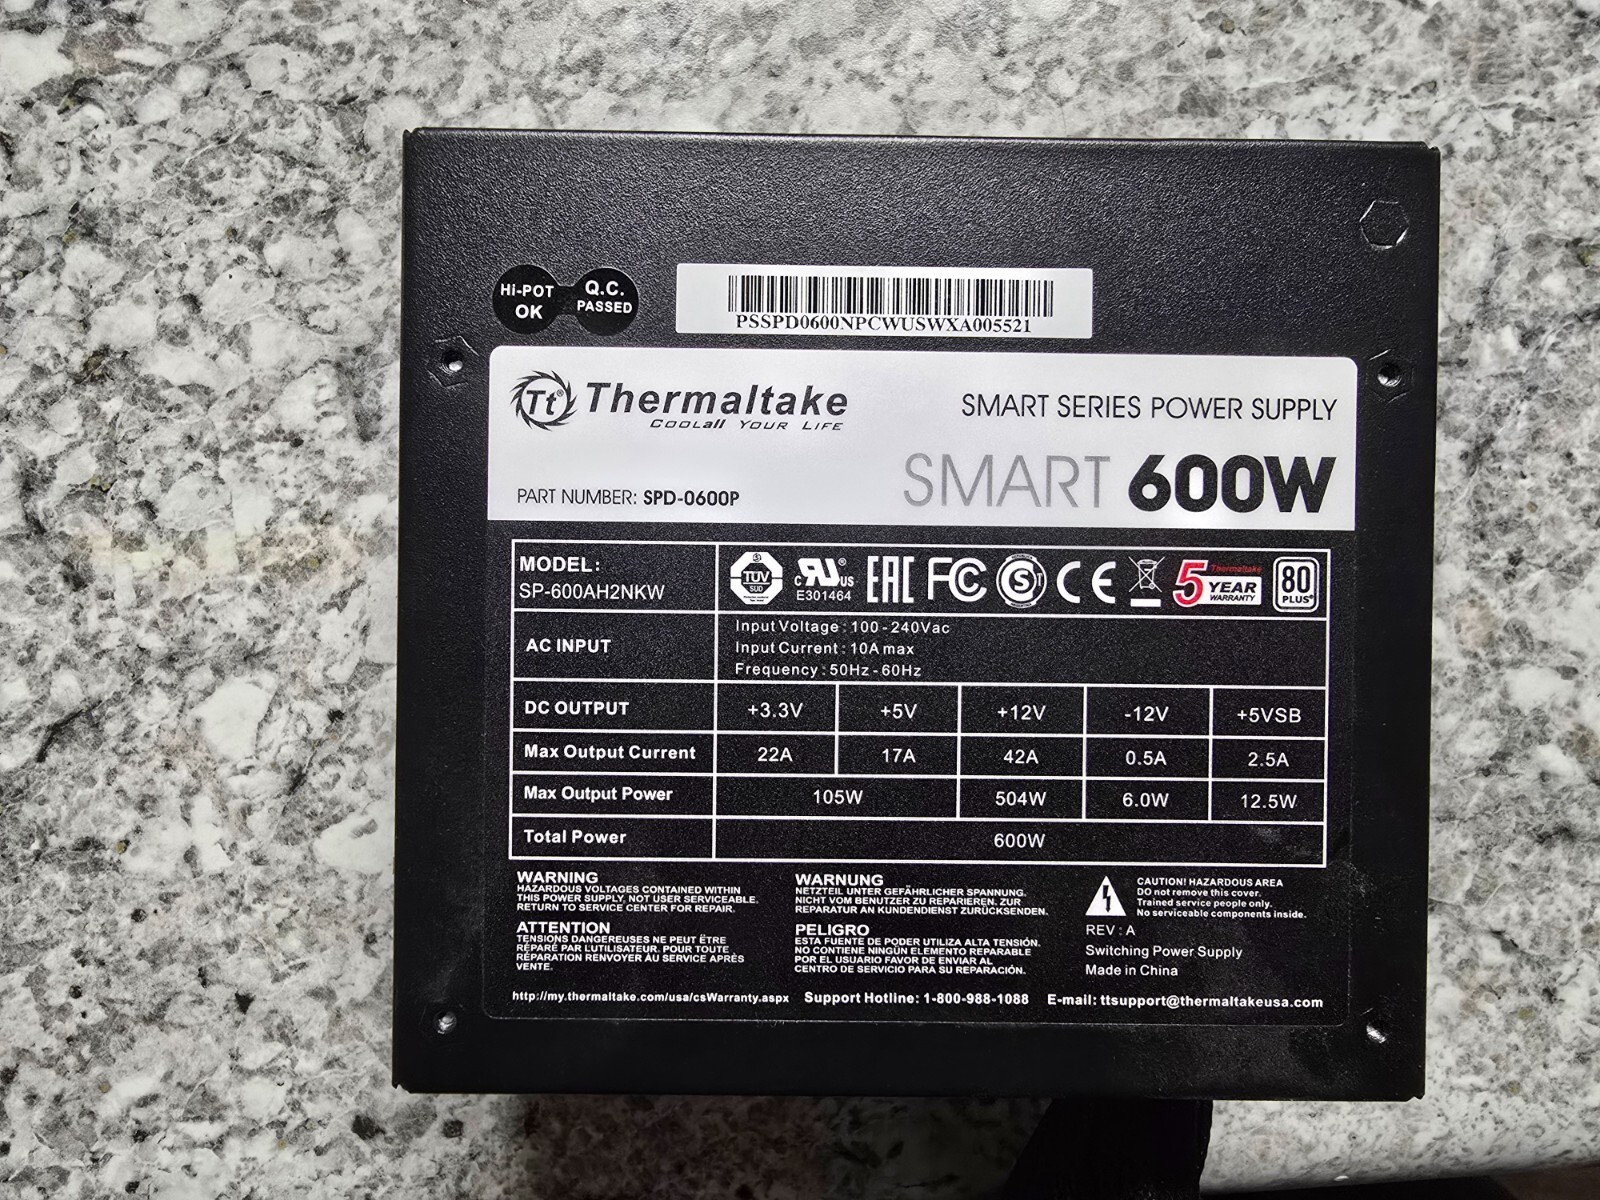 Hi-POT OK
Q.C. PASSED
PSSPD0600NPCWUSWXA005521
Tt® Thermaltake
COOLall YOUR LIFE
SMART SERIES POWER SUPPLY
PART NUMBER: SPD-0600P
SMART 600W
MODEL:
SP-600AH2NKW
TÜV
SÜD
c RU® US
E301464
EAC FC S T CE
Thermaltake
5 YEAR
WARRANTY
80
PLUS®
AC INPUT
Input Voltage : 100 - 240Vac
Input Current : 10A max
Frequency : 50Hz - 60Hz
DC OUTPUT +3.3V +5V +12V -12V +5VSB
Max Output Current 22A 17A 42A 0.5A 2.5A
Max Output Power 105W 504W 6.0W 12.5W
Total Power 600W
WARNING
HAZARDOUS VOLTAGES CONTAINED WITHIN
THIS POWER SUPPLY, NOT USER SERVICEABLE.
RETURN TO SERVICE CENTER FOR REPAIR.
ATTENTION
TENSIONS DANGEREUSES NE PEUT ËTRE
RÉPARÉ PAR LUTILISATEUR. POUR TOUTE
RÉPARATION RENVOYER AU SERVICE APRÈS
VENTE.
WARNUNG
NETZTEIL UNTER GEFÄHRLICHER SPANNUNG.
NICHT VOM BENUTZER ZU REPARIEREN. ZUR
REPARATUR AN KUNDENDIENST ZURÜCKSENDEN.
PELIGRO
ESTA FUENTE DE PODER UTILIZA ALTA TENSIÓN.
NO CONTIENE NINGÚN ELEMENTO REPARABLE
POR EL USUARIO FAVOR DE ENVIAR AL
CENTRO DE SERVICIO PARA SU REPARACIÓN.
CAUTION! HAZARDOUS AREA
DO not remove this cover.
Trained service people only.
No serviceable components inside.
REV : A
Switching Power Supply
Made in China
http://my.thermaltake.com/usa/csWarranty.aspx Support Hotline: 1-800-988-1088 E-mail: ttsupport@thermaltakeusa.com